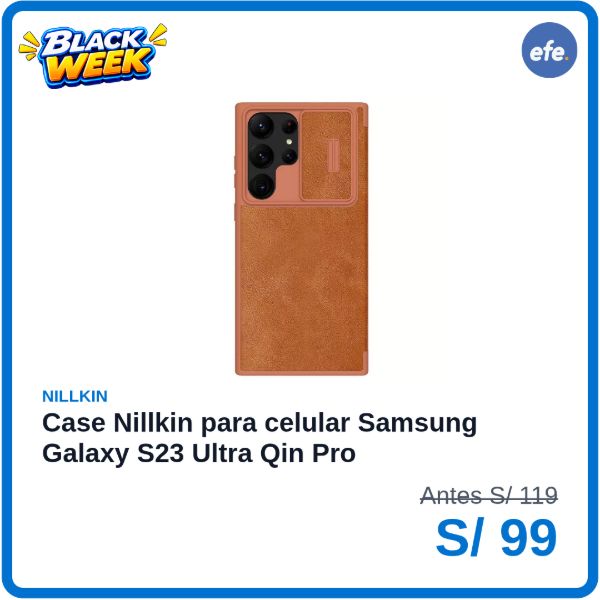 BLACK
WEEK
efe.
NILLKIN
Case Nillkin para celular Samsung
Galaxy S23 Ultra Qin Pro
Antes S/ 119
S/ 99